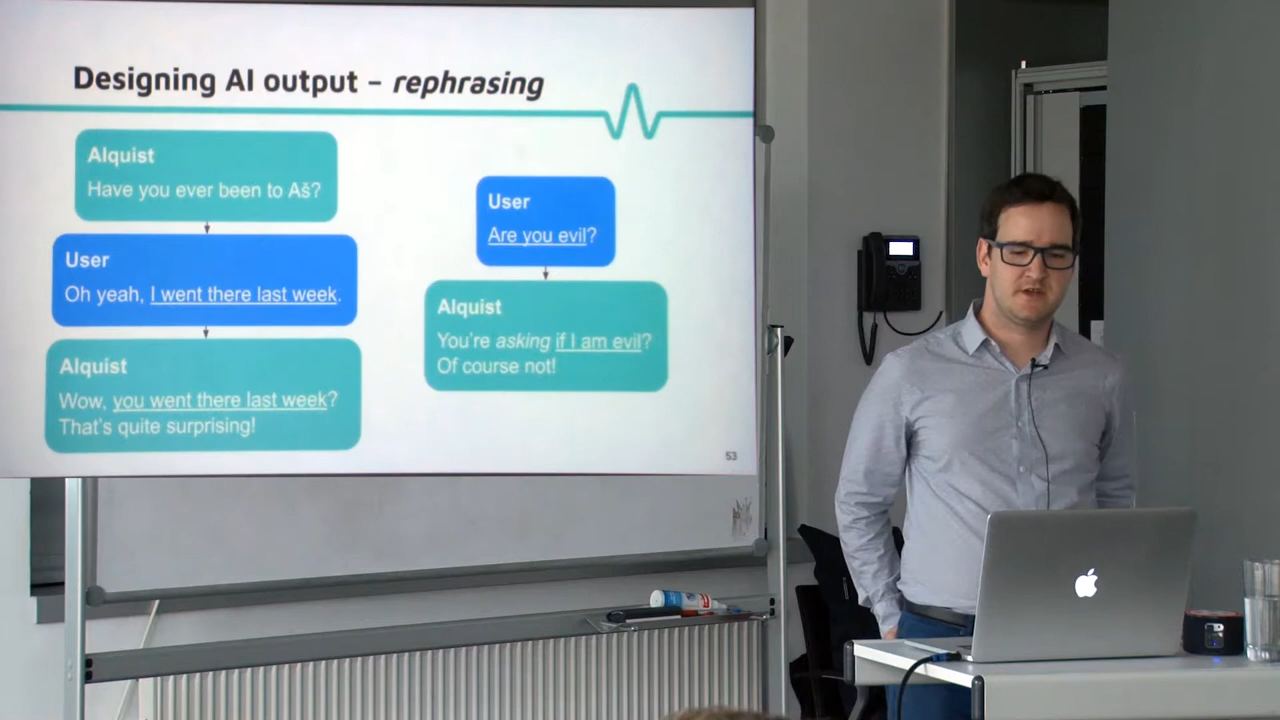 Designing AI output – rephrasing
Alquist
Have you ever been to Aš?
User
Oh yeah, I went there last week.
Alquist
Wow, you went there last week?
That's quite surprising!
User
Are you evil?
Alquist
You're asking if I am evil?
Of course not!
53